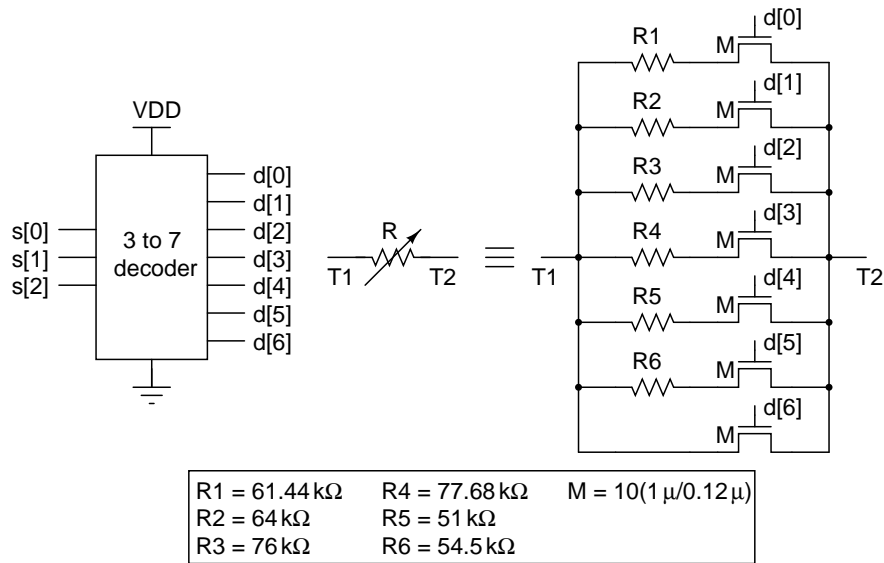 VDD
3 to 7
decoder
s[0]
s[1]
s[2]
d[0]
d[1]
d[2]
d[3]
d[4]
d[5]
d[6]
R
T1
T2
T1
T2
R1
M
d[0]
R2
M
d[1]
R3
M
d[2]
R4
M
d[3]
R5
M
d[4]
R6
M
d[5]
M
d[6]
R1 = 61.44 kΩ R4 = 77.68 kΩ M = 10(1 μ/0.12 μ)
R2 = 64 kΩ R5 = 51 kΩ
R3 = 76 kΩ R6 = 54.5 kΩ